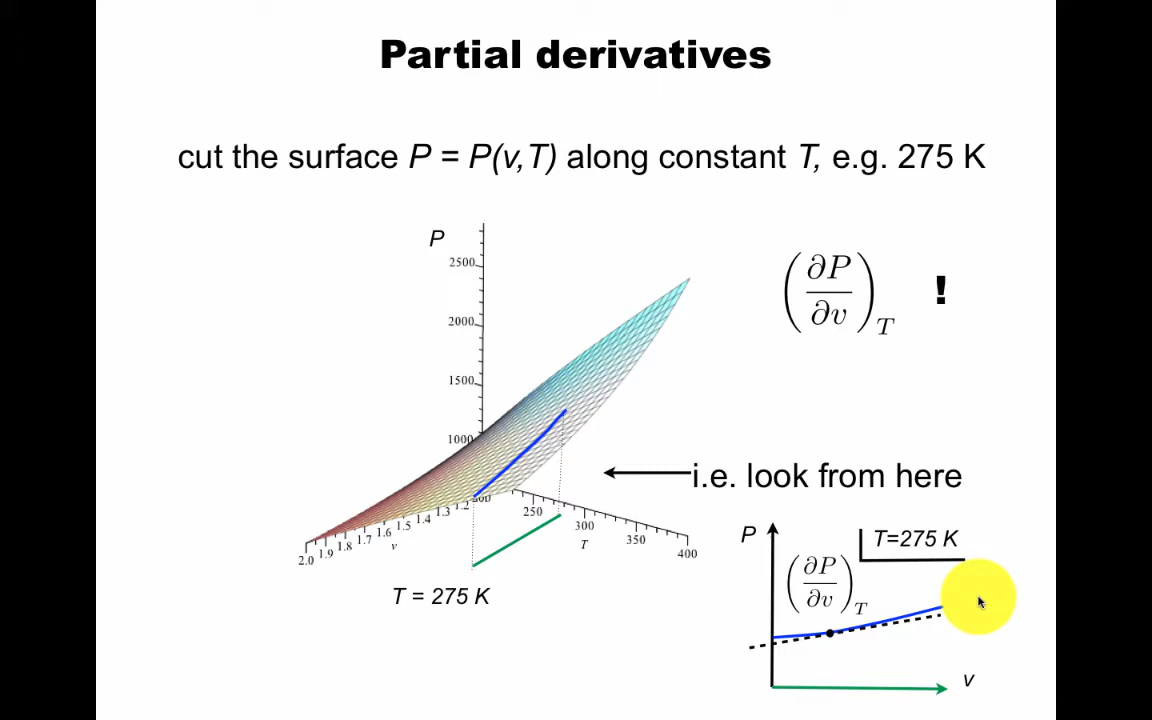 Partial derivatives
cut the surface P = P(v,T) along constant T, e.g. 275 K
P
2500
2000
1500
1000
(∂P/∂v)_T !
i.e. look from here
2.0 1.9 1.8 1.7 1.6 1.5 1.4 1.3 1.2
v
250 300 350 400
T
T = 275 K
P
T=275 K
(∂P/∂v)_T
v